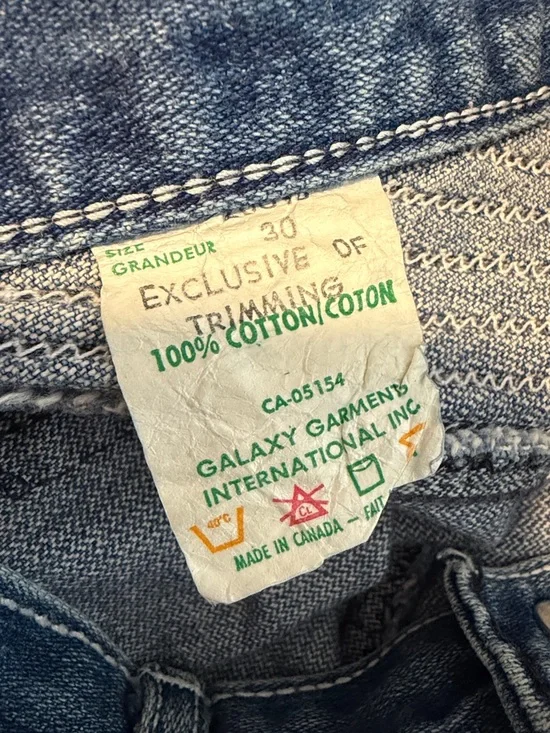 SIZE
GRANDEUR 30
EXCLUSIVE OF
TRIMMING
100% COTTON/COTON
CA-05154
GALAXY GARMENTS
INTERNATIONAL INC
40°C CL
MADE IN CANADA — FAIT